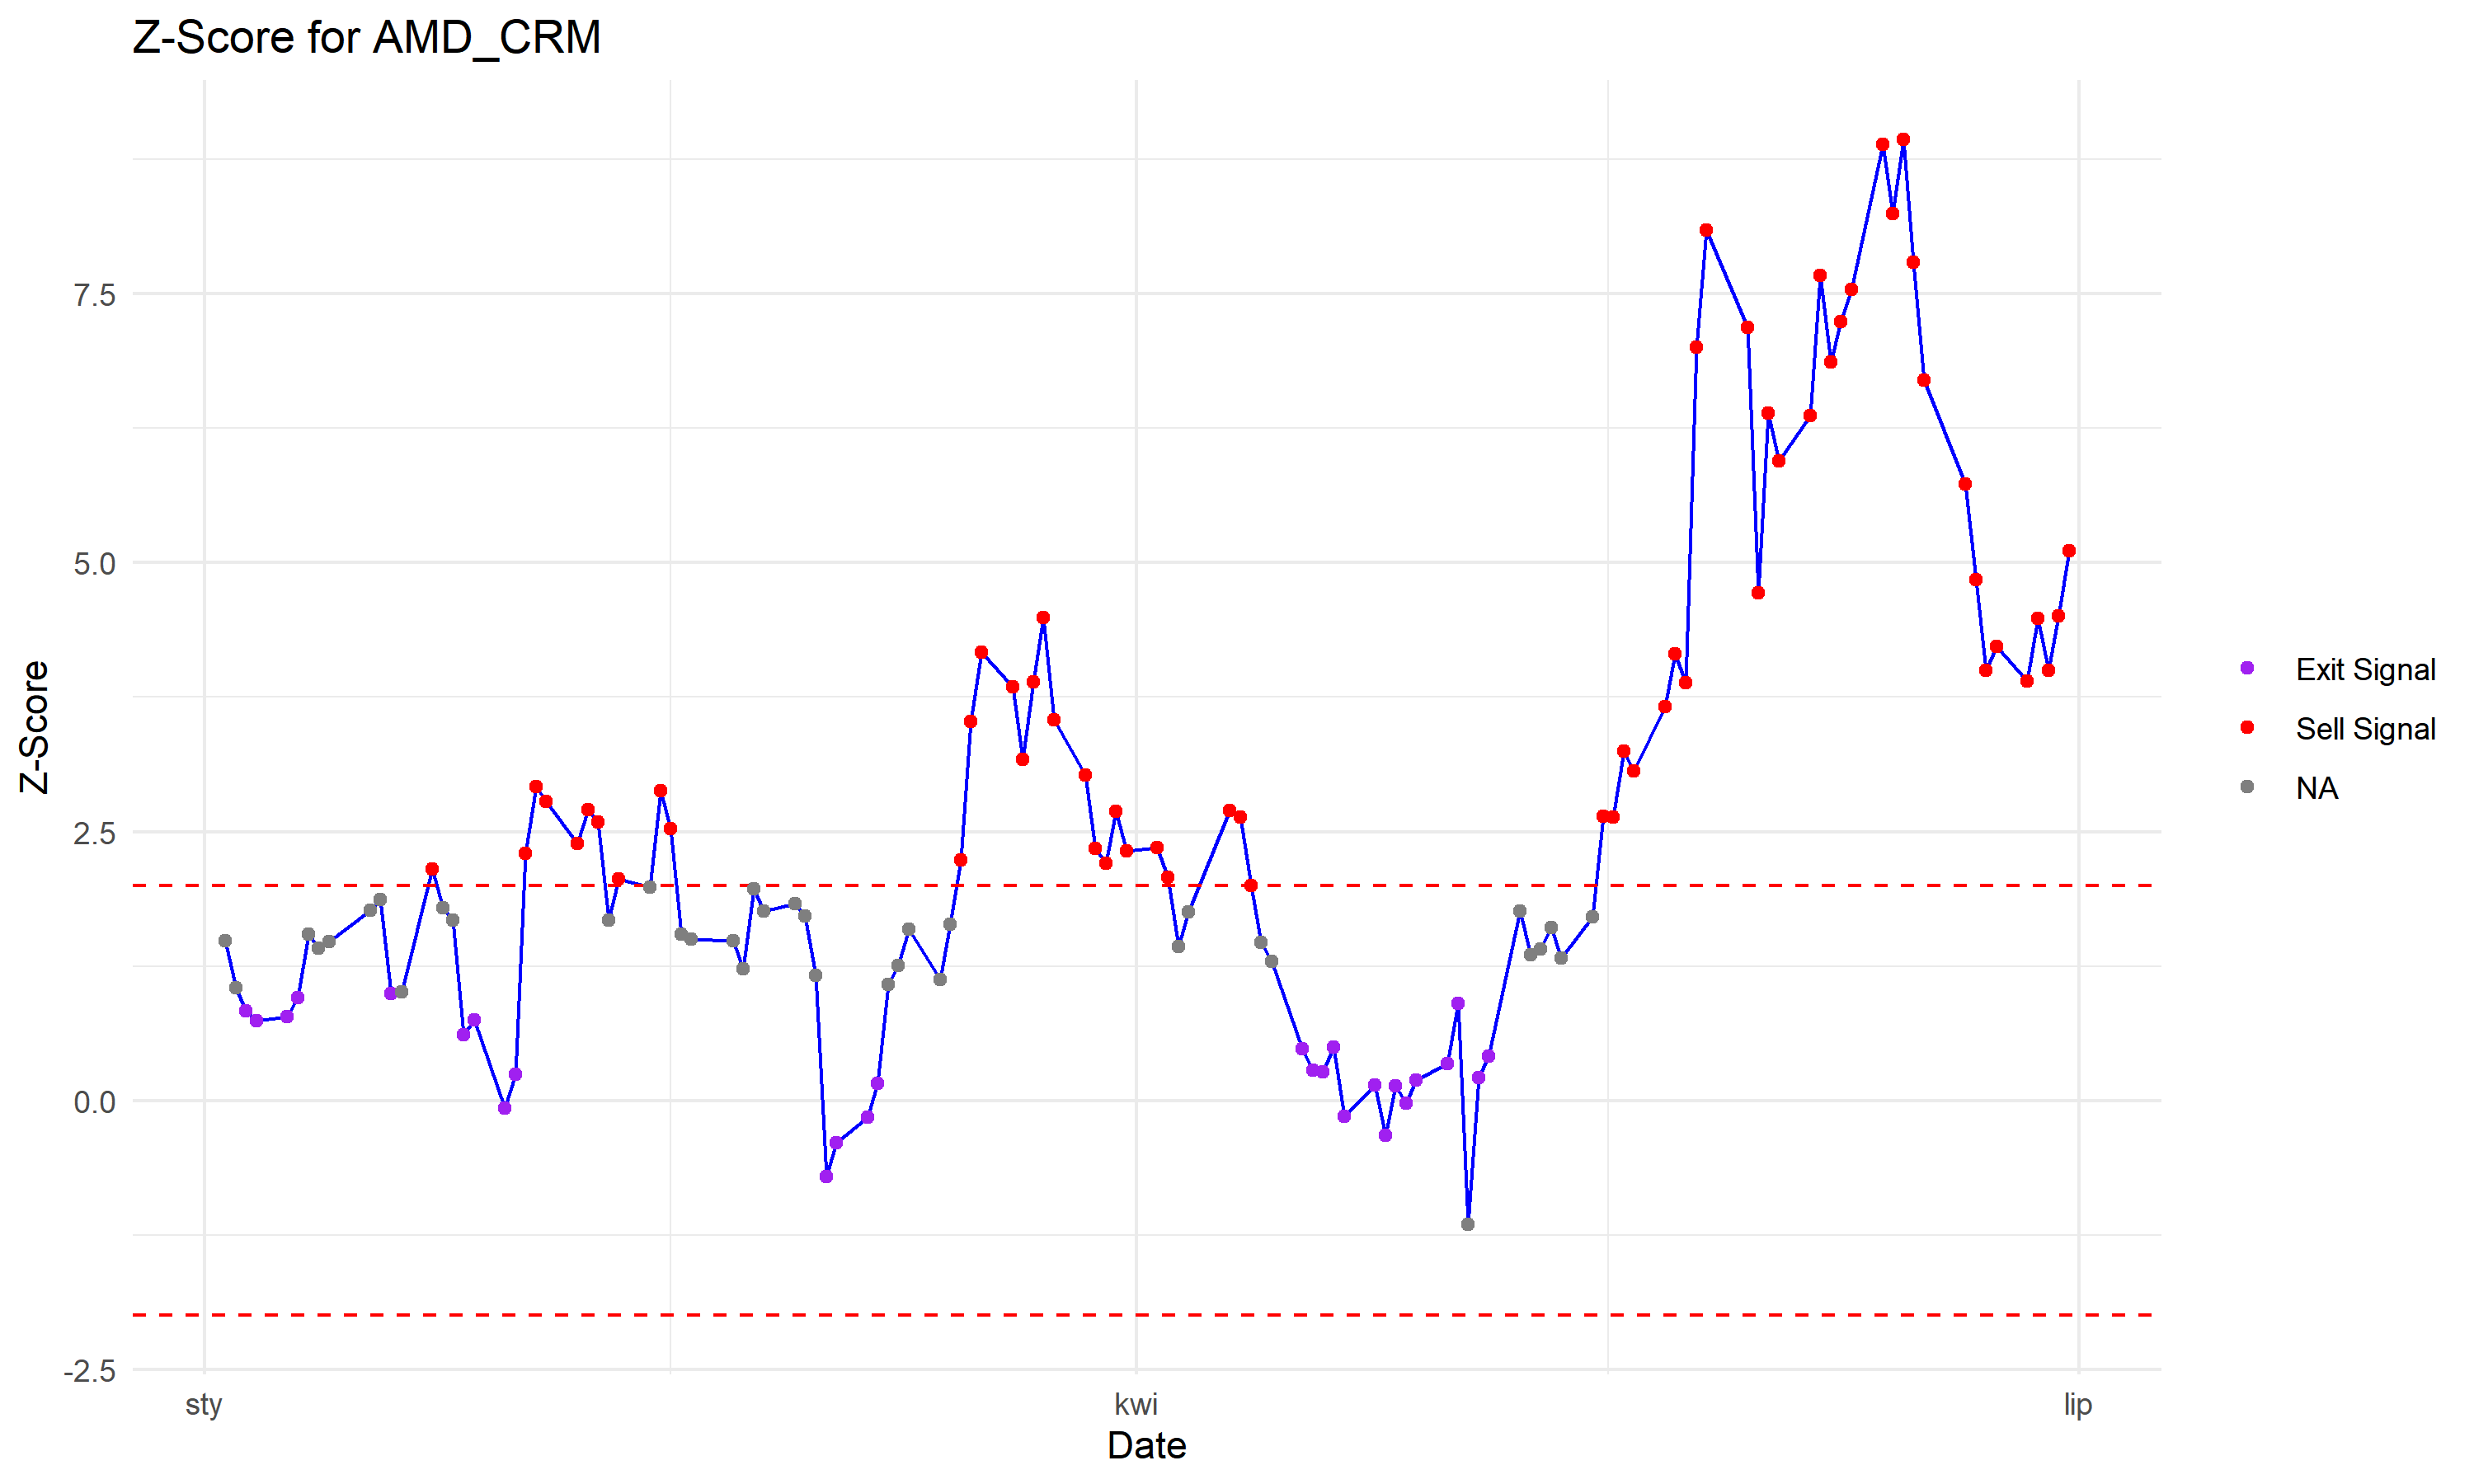 Z-Score for AMD_CRM
Z-Score
7.5
5.0
2.5
0.0
-2.5
sty
kwi
lip
Date
Exit Signal
Sell Signal
NA